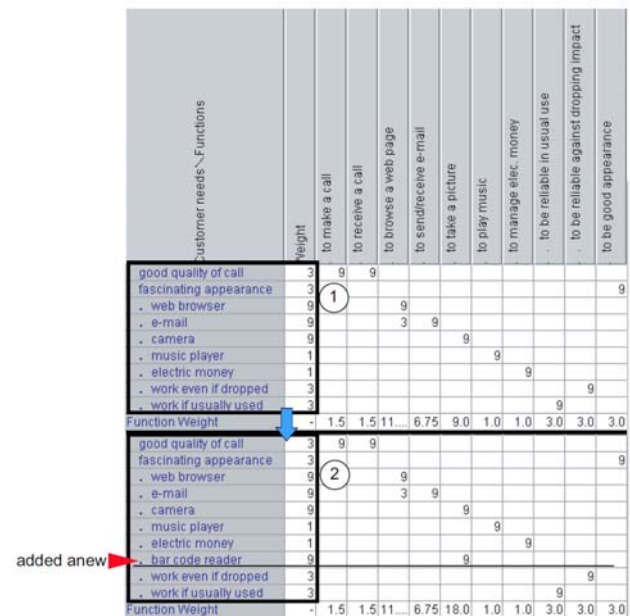 Customer needs＼Functions
Weight
to make a call
to receive a call
to browse a web page
to send/receive e-mail
to take a picture
to play music
to manage elec. money
. to be reliable in usual use
. to be reliable against dropping impact
to be good appearance
good quality of call 3 9 9
fascinating appearance 3 9
. web browser 9 9
. e-mail 9 3 9
. camera 9 9
. music player 1 9
. electric money 1 9
. work even if dropped 3 9
. work if usually used 3 9
Function Weight - 1.5 1.5 11.... 6.75 9.0 1.0 1.0 3.0 3.0 3.0
1
good quality of call 3 9 9
fascinating appearance 3 9
. web browser 9 9
. e-mail 9 3 9
. camera 9 9
. music player 1 9
. electric money 1 9
added anew . bar code reader 9 9
. work even if dropped 3 9
. work if usually used 3 9
Function Weight - 1.5 1.5 11.... 6.75 18.0 1.0 1.0 3.0 3.0 3.0
2